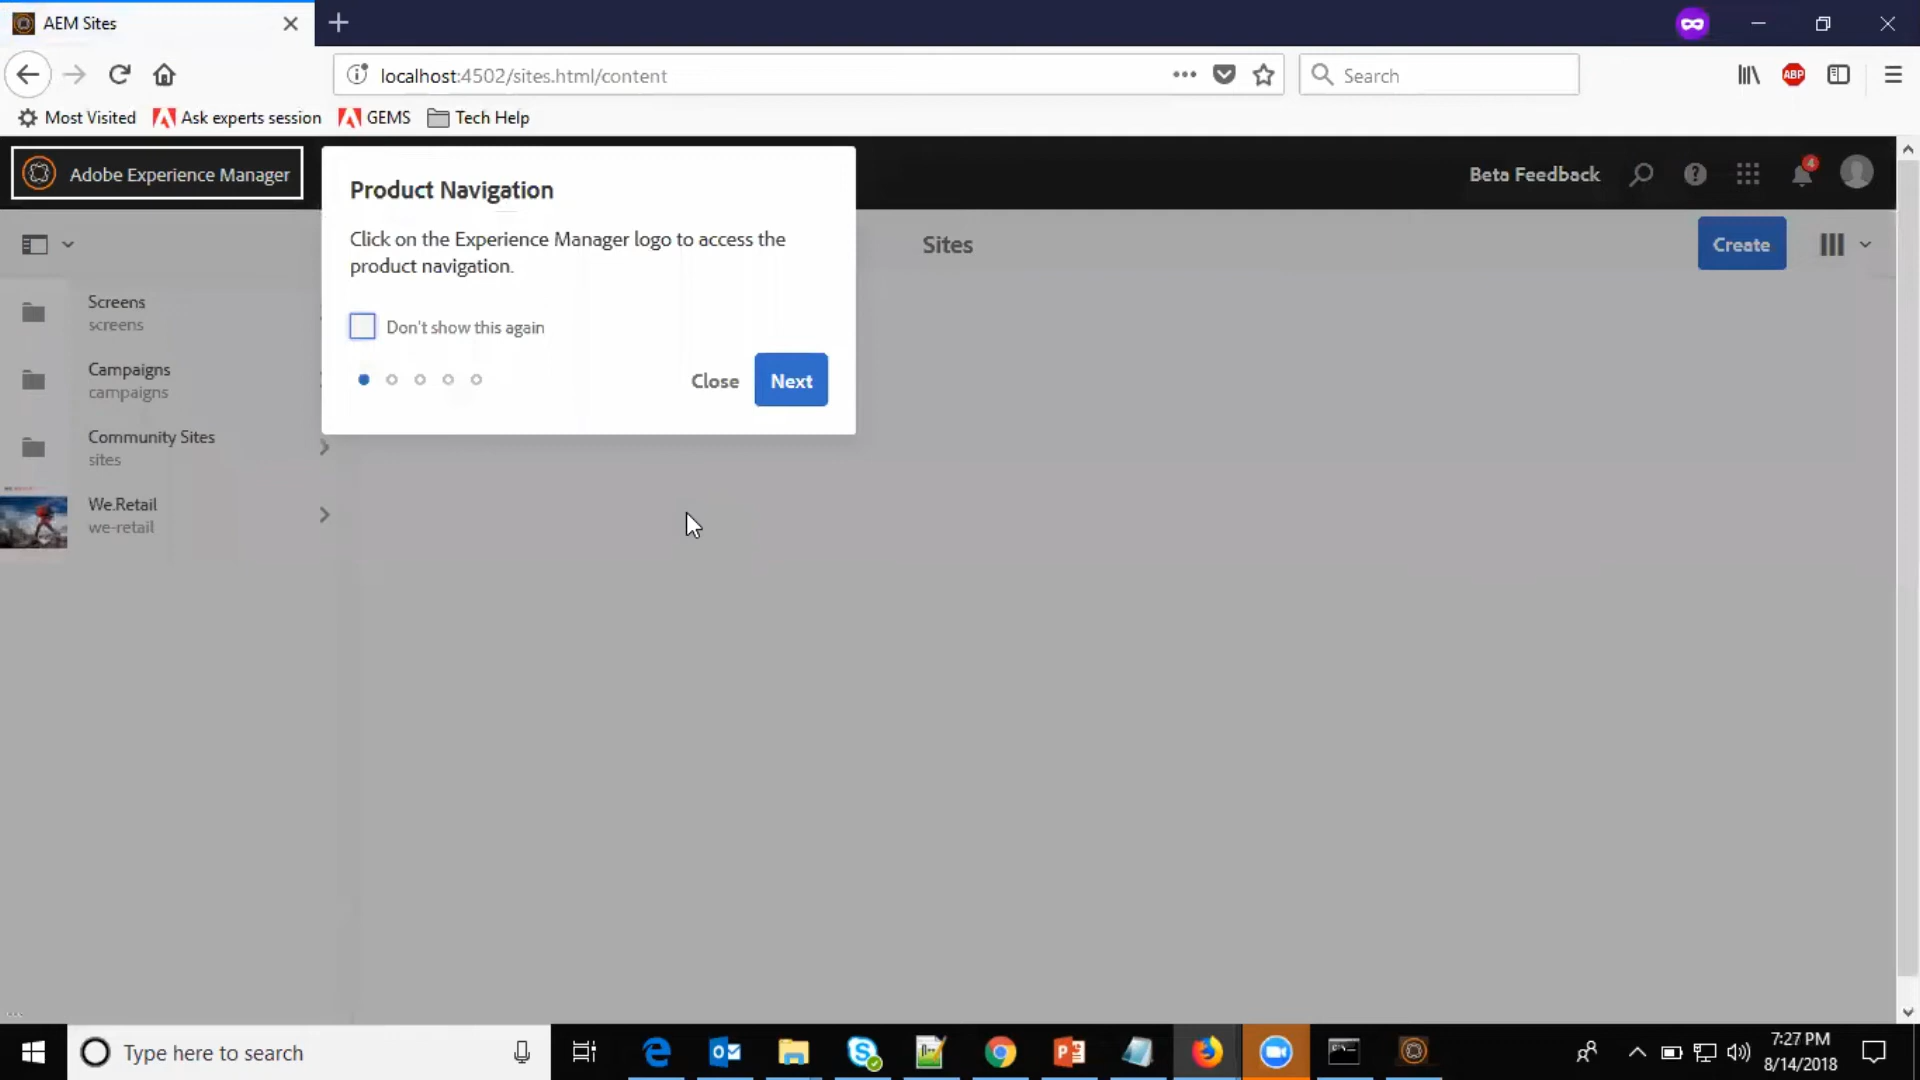 AEM Sites
localhost:4502/sites.html/content
Search
ABP
Most Visited
Ask experts session
GEMS
Tech Help
Adobe Experience Manager
Beta Feedback
4
Product Navigation
Click on the Experience Manager logo to access the
product navigation.
Don't show this again
Close
Next
Sites
Create
Screens
screens
Campaigns
campaigns
Community Sites
sites
We.Retail
we-retail
Type here to search
7:27 PM
8/14/2018